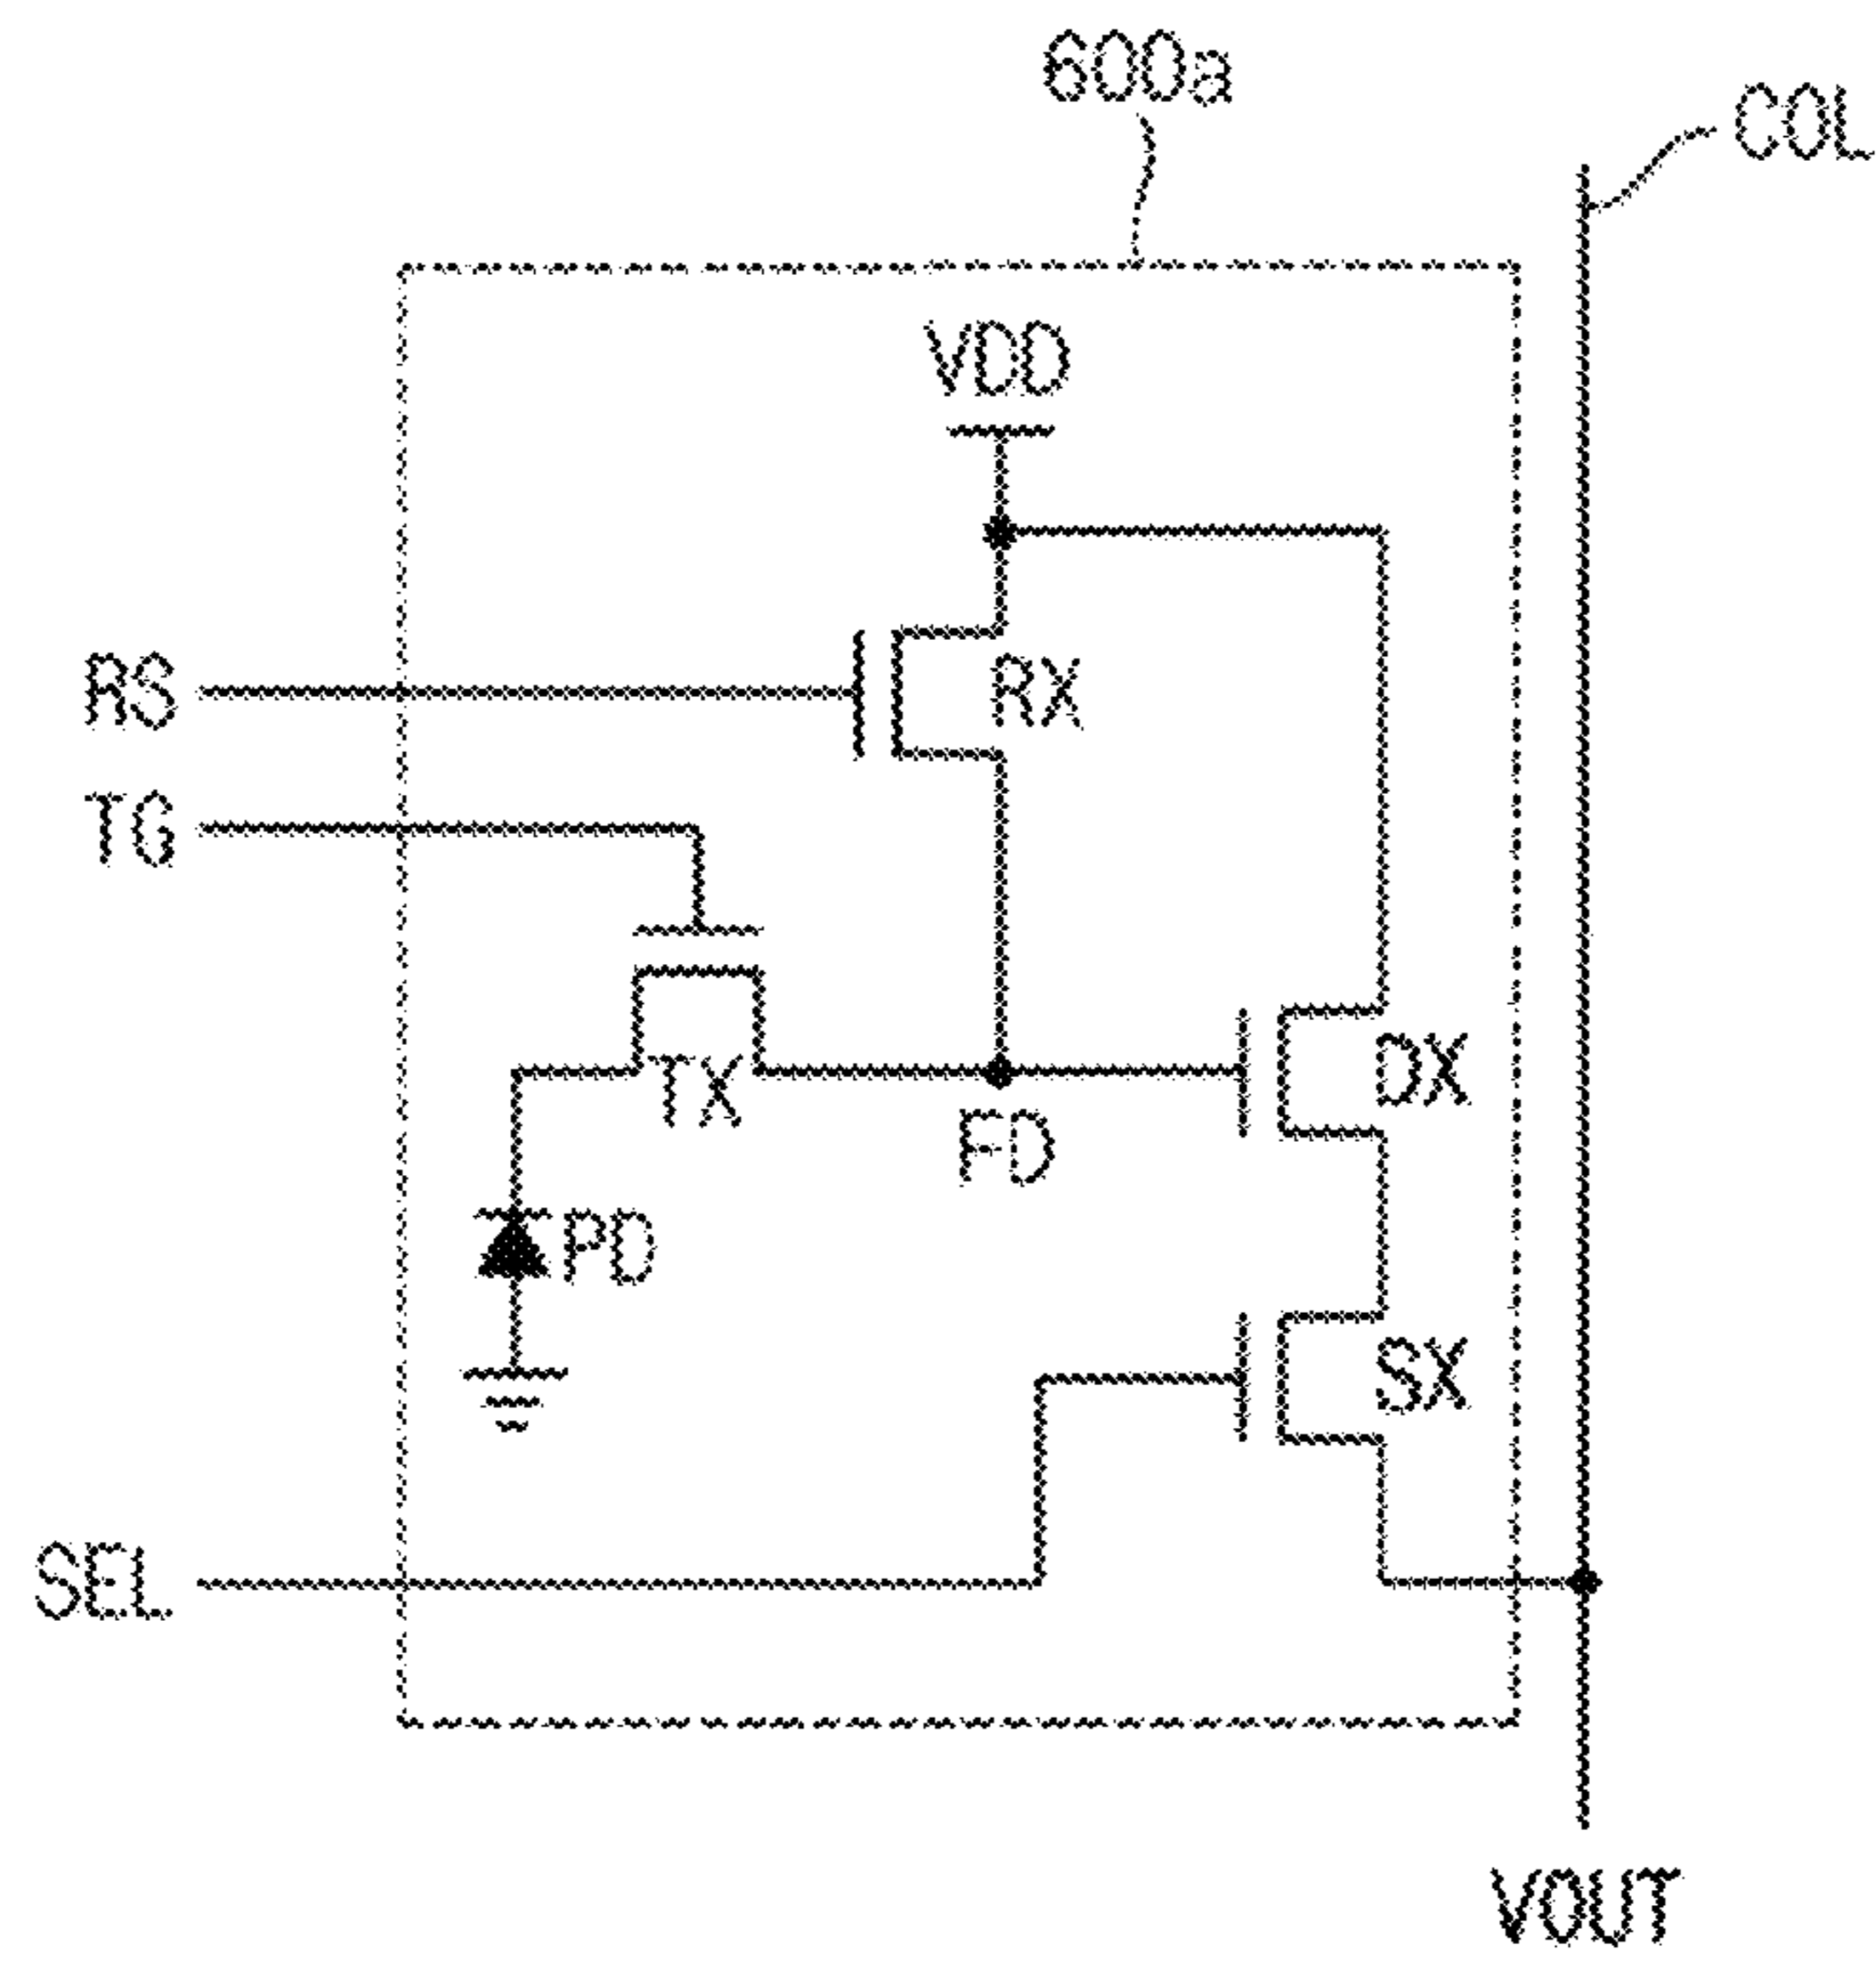 600a
COL
VDD
RS
RX
TG
DX
TX
FD
PD
SX
SEL
VOUT